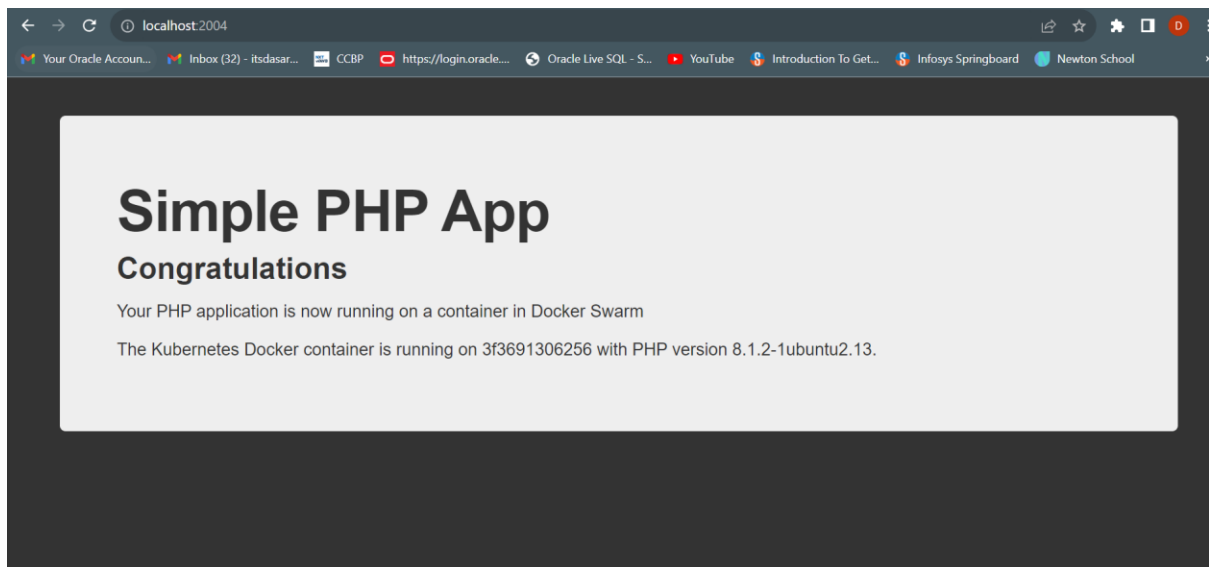 localhost:2004
D
Your Oracle Accoun... Inbox (32) - itsdasar... CCBP https://login.oracle.... Oracle Live SQL - S... YouTube Introduction To Get... Infosys Springboard Newton School
Simple PHP App
Congratulations
Your PHP application is now running on a container in Docker Swarm
The Kubernetes Docker container is running on 3f3691306256 with PHP version 8.1.2-1ubuntu2.13.